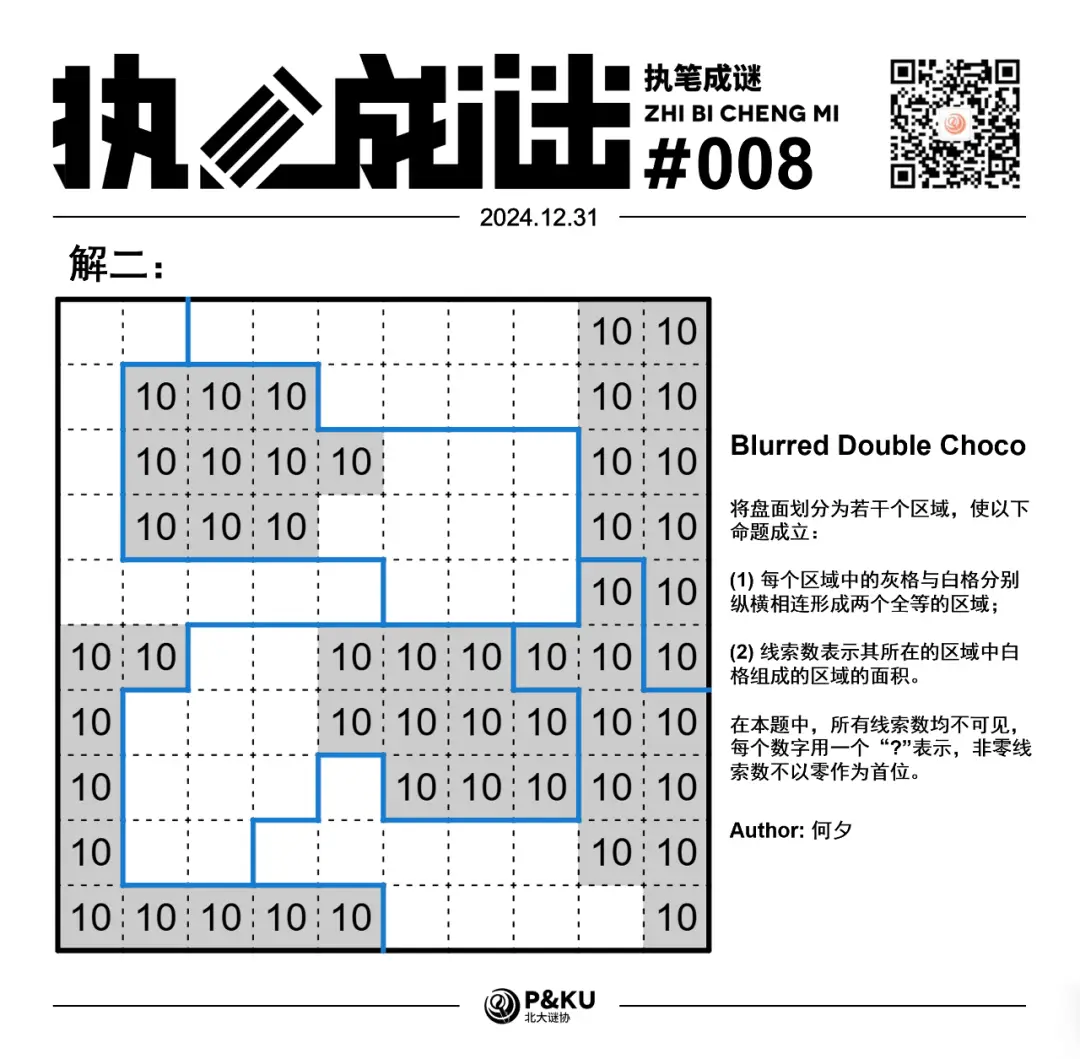 执笔成谜
执笔成谜
ZHI BI CHENG MI
#008
2024.12.31
解二：
10 10
10 10 10 10 10
10 10 10 10 10 10
10 10 10 10 10
10 10
10 10 10 10 10 10 10 10
10 10 10 10 10 10 10
10 10 10 10 10 10
10 10 10
10 10 10 10 10 10
Blurred Double Choco
将盘面划分为若干个区域，使以下
命题成立：
(1) 每个区域中的灰格与白格分别
纵横相连形成两个全等的区域；
(2) 线索数表示其所在的区域中白
格组成的区域的面积。
在本题中，所有线索数均不可见，
每个数字用一个“?”表示，非零线
索数不以零作为首位。
Author: 何夕
P&KU
北大谜协